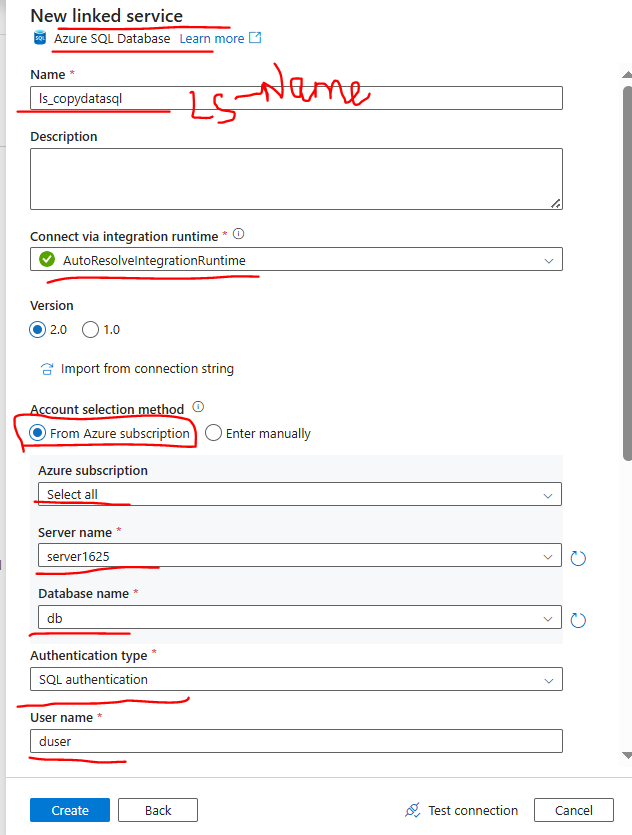 New linked service
SQL Azure SQL Database Learn more
Name *
ls_copydatasql
LS-Name
Description
Connect via integration runtime *
AutoResolveIntegrationRuntime
Version
2.0 1.0
Import from connection string
Account selection method
From Azure subscription Enter manually
Azure subscription
Select all
Server name *
server1625
Database name *
db
Authentication type *
SQL authentication
User name *
duser
Create Back Test connection Cancel